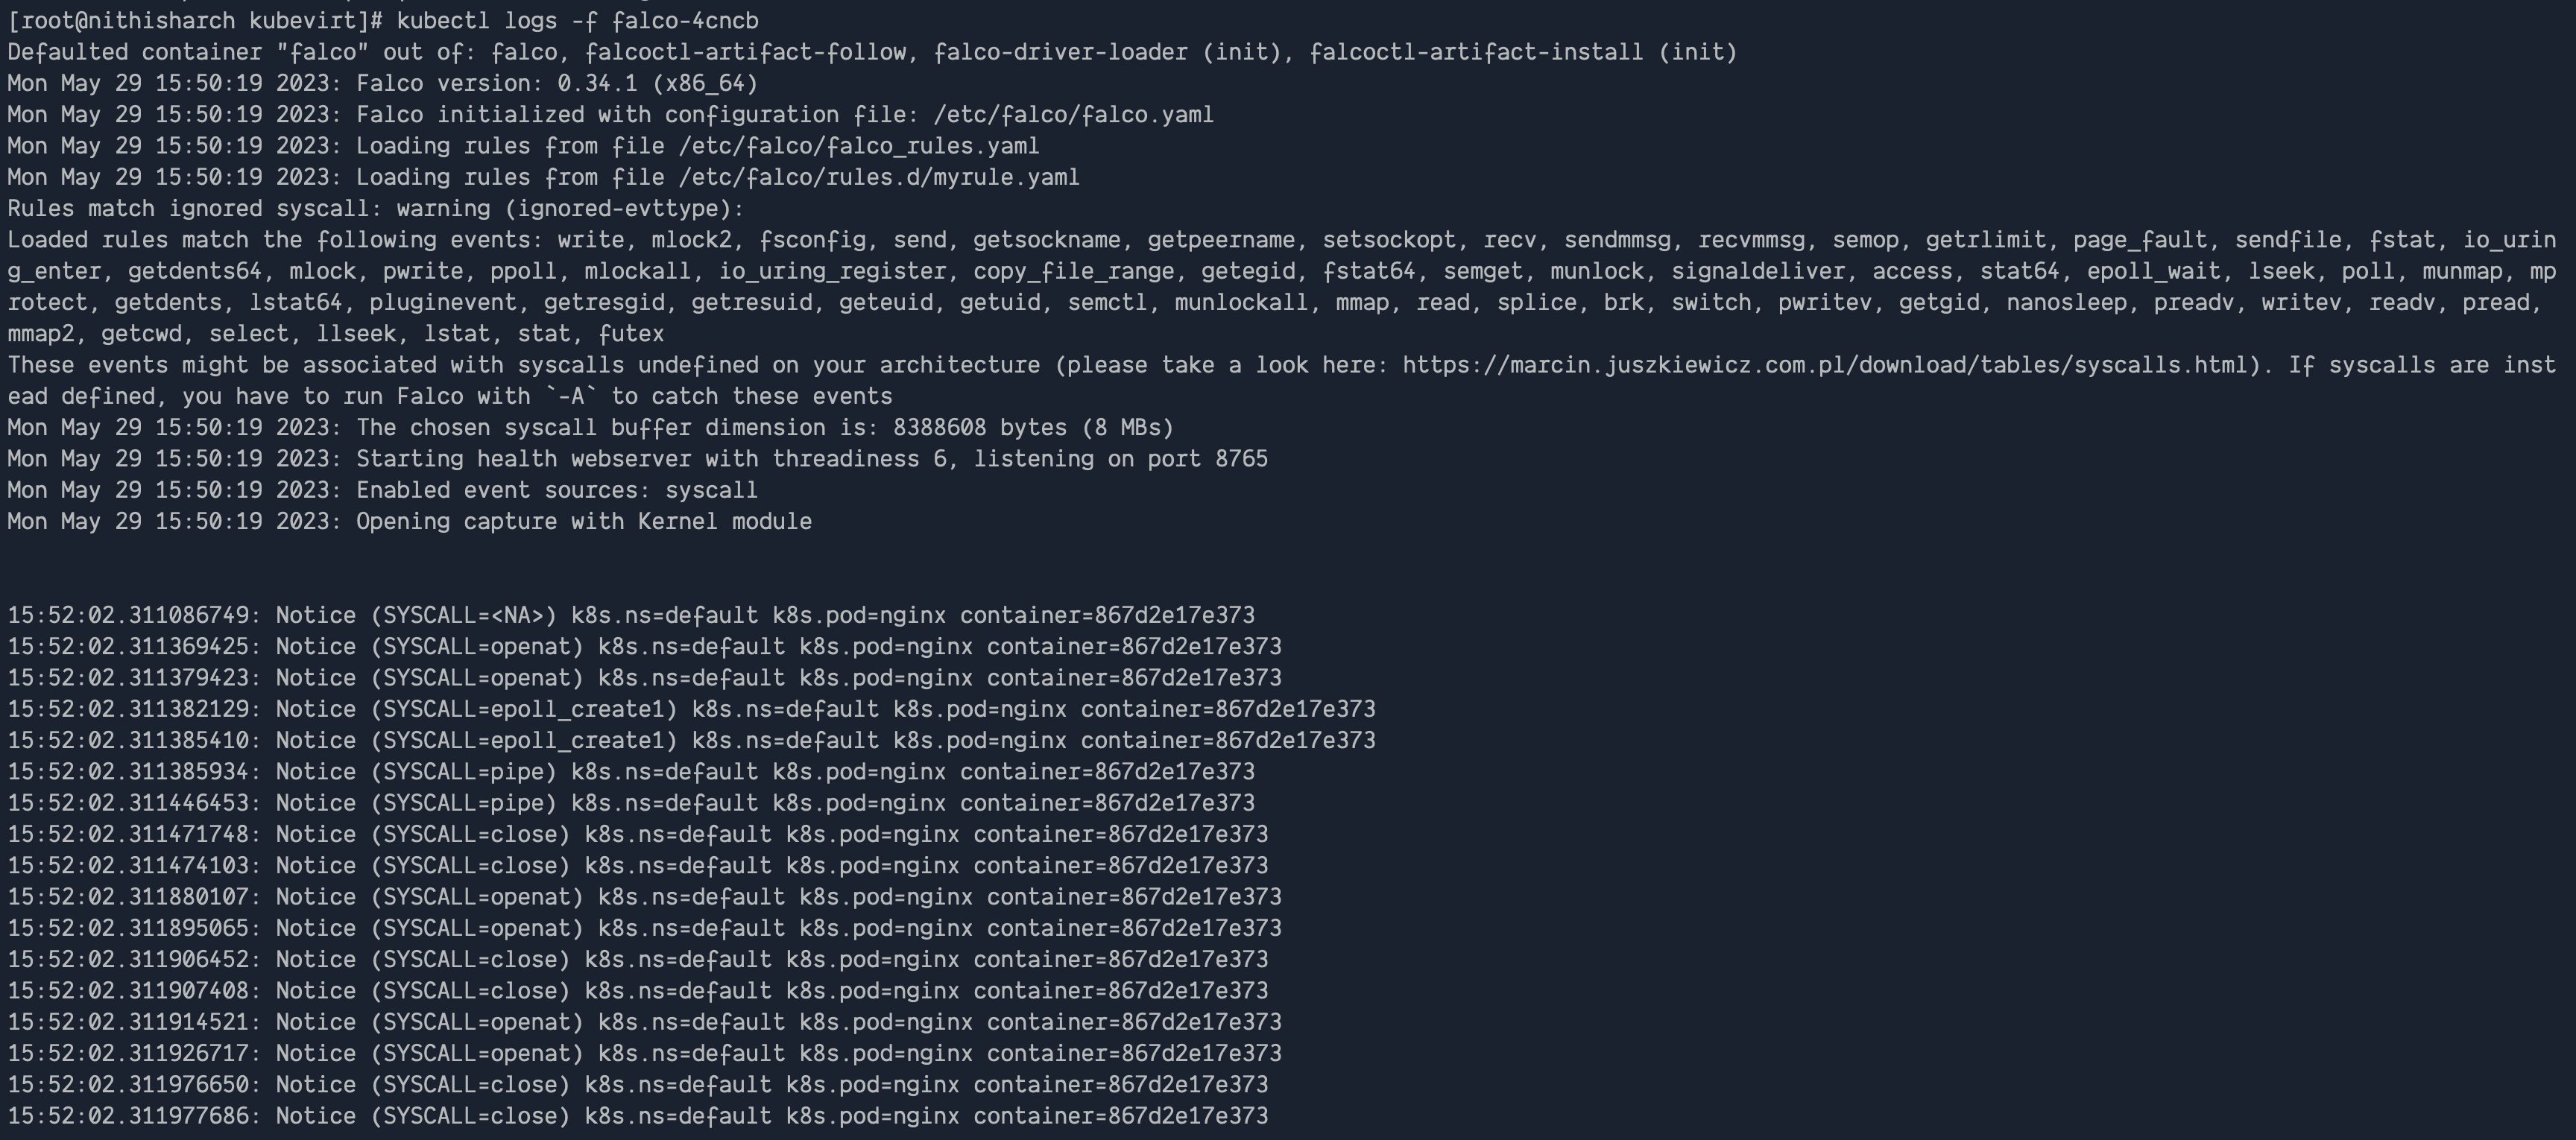 [root@nithisharch kubevirt]# kubectl logs -f falco-4cncb
Defaulted container "falco" out of: falco, falcoctl-artifact-follow, falco-driver-loader (init), falcoctl-artifact-install (init)
Mon May 29 15:50:19 2023: Falco version: 0.34.1 (x86_64)
Mon May 29 15:50:19 2023: Falco initialized with configuration file: /etc/falco/falco.yaml
Mon May 29 15:50:19 2023: Loading rules from file /etc/falco/falco_rules.yaml
Mon May 29 15:50:19 2023: Loading rules from file /etc/falco/rules.d/myrule.yaml
Rules match ignored syscall: warning (ignored-evttype):
Loaded rules match the following events: write, mlock2, fsconfig, send, getsockname, getpeername, setsockopt, recv, sendmmsg, recvmmsg, semop, getrlimit, page_fault, sendfile, fstat, io_urin
g_enter, getdents64, mlock, pwrite, ppoll, mlockall, io_uring_register, copy_file_range, getegid, fstat64, semget, munlock, signaldeliver, access, stat64, epoll_wait, lseek, poll, munmap, mp
rotect, getdents, lstat64, pluginevent, getresgid, getresuid, geteuid, getuid, semctl, munlockall, mmap, read, splice, brk, switch, pwritev, getgid, nanosleep, preadv, writev, readv, pread,
mmap2, getcwd, select, llseek, lstat, stat, futex
These events might be associated with syscalls undefined on your architecture (please take a look here: https://marcin.juszkiewicz.com.pl/download/tables/syscalls.html). If syscalls are inst
ead defined, you have to run Falco with `-A` to catch these events
Mon May 29 15:50:19 2023: The chosen syscall buffer dimension is: 8388608 bytes (8 MBs)
Mon May 29 15:50:19 2023: Starting health webserver with threadiness 6, listening on port 8765
Mon May 29 15:50:19 2023: Enabled event sources: syscall
Mon May 29 15:50:19 2023: Opening capture with Kernel module
15:52:02.311086749: Notice (SYSCALL=<NA>) k8s.ns=default k8s.pod=nginx container=867d2e17e373
15:52:02.311369425: Notice (SYSCALL=openat) k8s.ns=default k8s.pod=nginx container=867d2e17e373
15:52:02.311379423: Notice (SYSCALL=openat) k8s.ns=default k8s.pod=nginx container=867d2e17e373
15:52:02.311382129: Notice (SYSCALL=epoll_create1) k8s.ns=default k8s.pod=nginx container=867d2e17e373
15:52:02.311385410: Notice (SYSCALL=epoll_create1) k8s.ns=default k8s.pod=nginx container=867d2e17e373
15:52:02.311385934: Notice (SYSCALL=pipe) k8s.ns=default k8s.pod=nginx container=867d2e17e373
15:52:02.311446453: Notice (SYSCALL=pipe) k8s.ns=default k8s.pod=nginx container=867d2e17e373
15:52:02.311471748: Notice (SYSCALL=close) k8s.ns=default k8s.pod=nginx container=867d2e17e373
15:52:02.311474103: Notice (SYSCALL=close) k8s.ns=default k8s.pod=nginx container=867d2e17e373
15:52:02.311880107: Notice (SYSCALL=openat) k8s.ns=default k8s.pod=nginx container=867d2e17e373
15:52:02.311895065: Notice (SYSCALL=openat) k8s.ns=default k8s.pod=nginx container=867d2e17e373
15:52:02.311906452: Notice (SYSCALL=close) k8s.ns=default k8s.pod=nginx container=867d2e17e373
15:52:02.311907408: Notice (SYSCALL=close) k8s.ns=default k8s.pod=nginx container=867d2e17e373
15:52:02.311914521: Notice (SYSCALL=openat) k8s.ns=default k8s.pod=nginx container=867d2e17e373
15:52:02.311926717: Notice (SYSCALL=openat) k8s.ns=default k8s.pod=nginx container=867d2e17e373
15:52:02.311976650: Notice (SYSCALL=close) k8s.ns=default k8s.pod=nginx container=867d2e17e373
15:52:02.311977686: Notice (SYSCALL=close) k8s.ns=default k8s.pod=nginx container=867d2e17e373